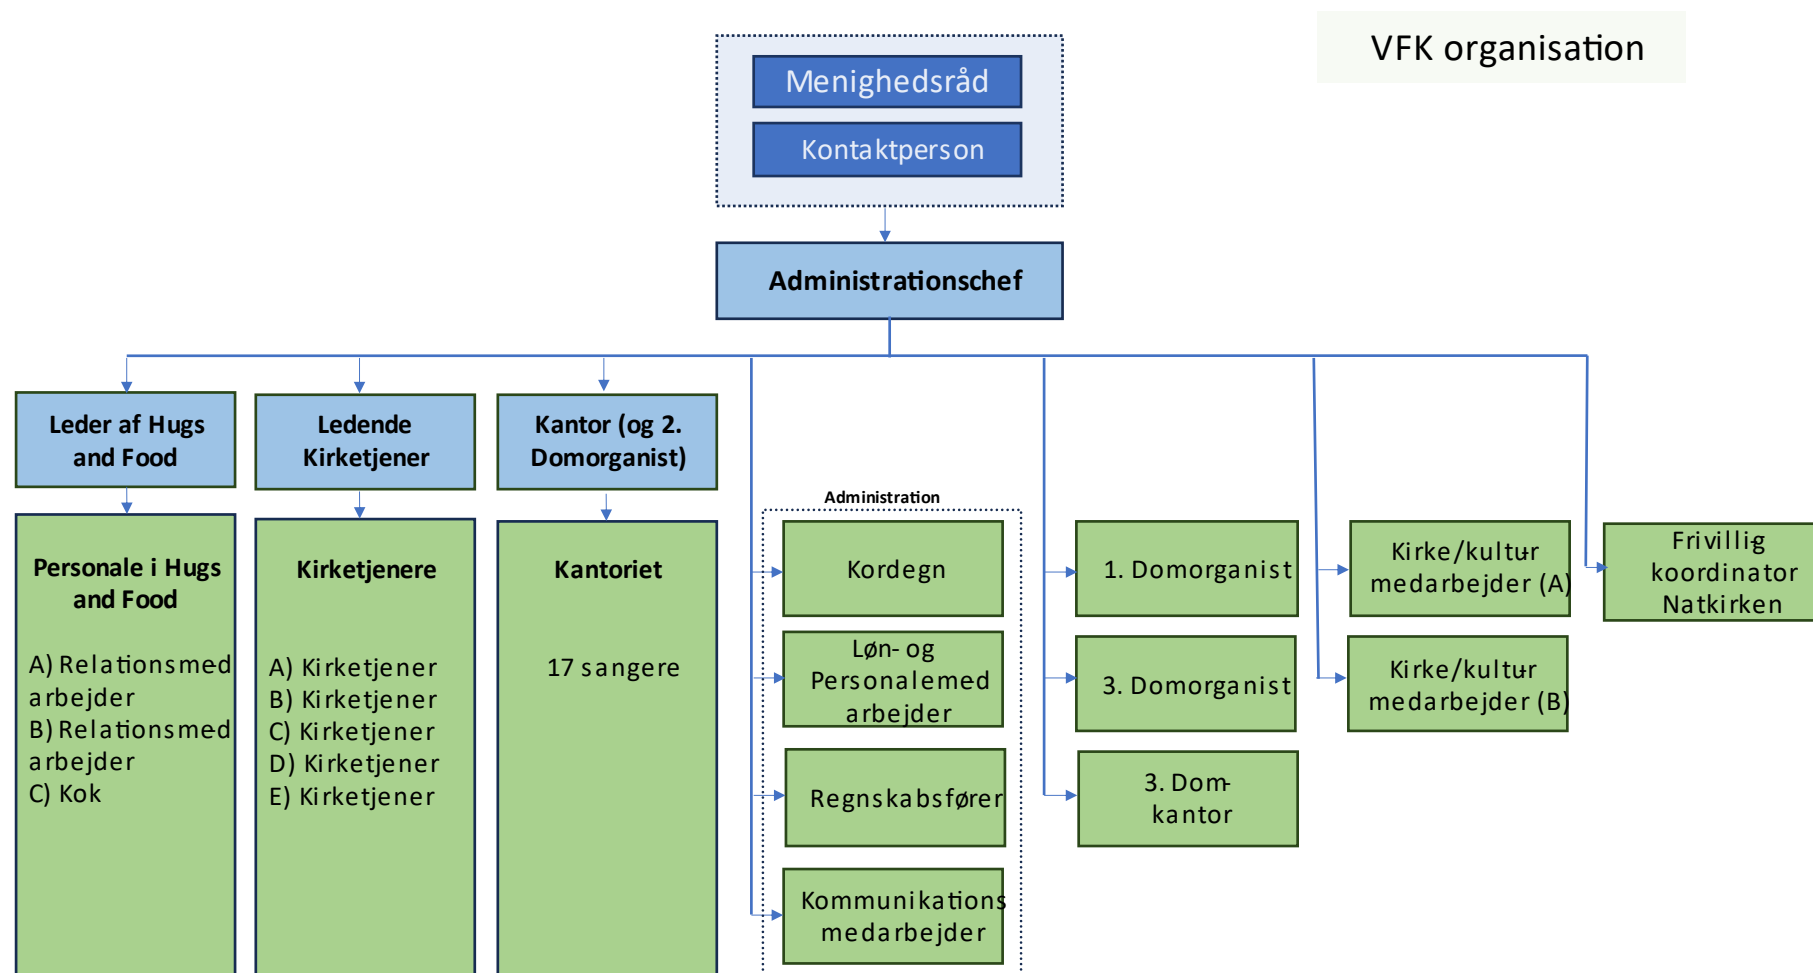 VFK organisation
Menighedsråd
Kontaktperson
Administrationschef
Leder af Hugs
and Food
Ledende
Kirketjener
Kantor (og 2.
Domorganist)
Personale i Hugs
and Food
A) Relationsmed
arbejder
B) Relationsmed
arbejder
C) Kok
Kirketjenere
A) Kirketjener
B) Kirketjener
C) Kirketjener
D) Kirketjener
E) Kirketjener
Kantoriet
17 sangere
Administration
Kordegn
Løn- og
Personalemed
arbejder
Regnskabsfører
Kommunikations
medarbejder
1. Domorganist
3. Domorganist
3. Dom-
kantor
Kirke/kultur-
medarbejder (A)
Kirke/kultur-
medarbejder (B)
Frivillig-
koordinator
Natkirken